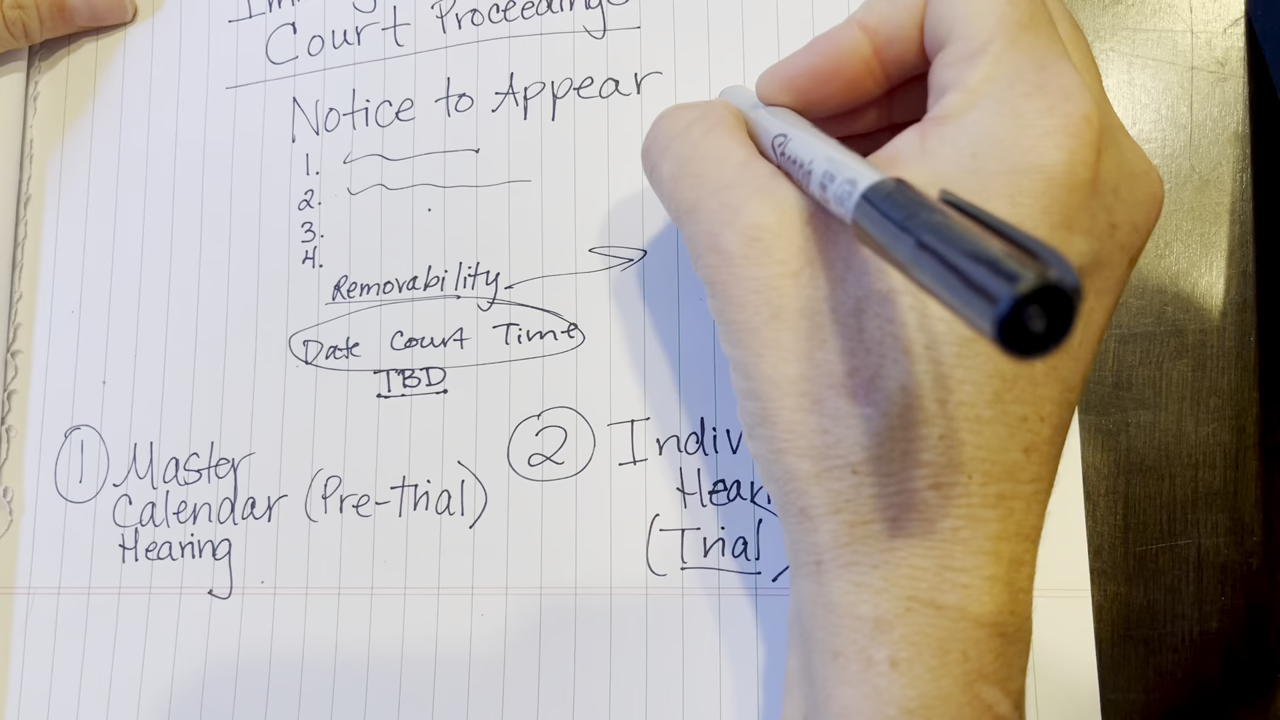 Court Proceedings
Notice to Appear
1.
2.
3.
4.
Removability
Date Court Time
TBD
1 Master
Calendar (Pre-Trial)
Hearing
2 Indiv
Hear
(Trial
Sharpie